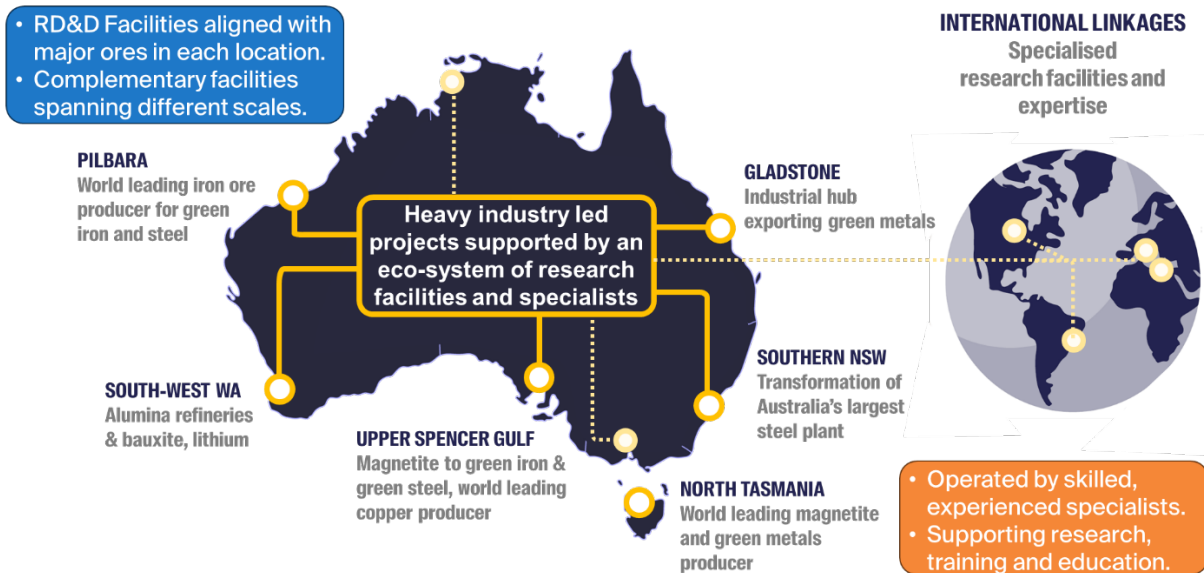 • RD&D Facilities aligned with
major ores in each location.
• Complementary facilities
spanning different scales.
INTERNATIONAL LINKAGES
Specialised
research facilities and
expertise
PILBARA
World leading iron ore
producer for green
iron and steel
GLADSTONE
Industrial hub
exporting green metals
Heavy industry led
projects supported by an
eco-system of research
facilities and specialists
SOUTH-WEST WA
Alumina refineries
& bauxite, lithium
UPPER SPENCER GULF
Magnetite to green iron &
green steel, world leading
copper producer
SOUTHERN NSW
Transformation of
Australia's largest
steel plant
NORTH TASMANIA
World leading magnetite
and green metals
producer
• Operated by skilled,
experienced specialists.
• Supporting research,
training and education.